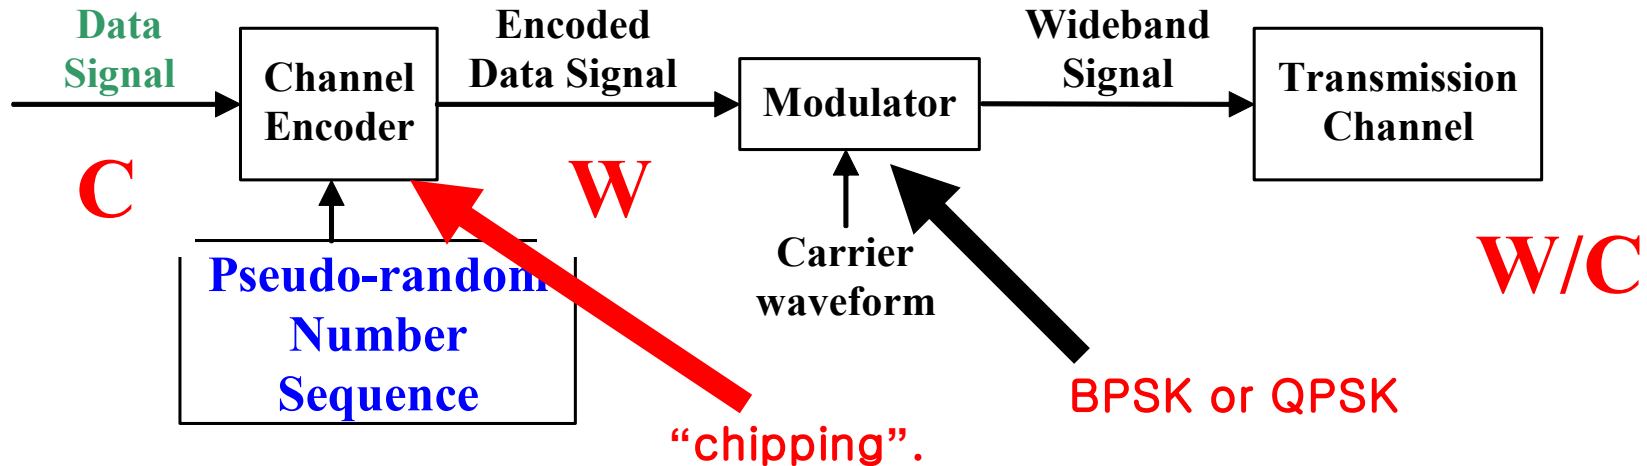 Data
Signal
Channel
Encoder
Encoded
Data Signal
Modulator
Wideband
Signal
Transmission
Channel
C
W
W/C
Pseudo-random
Number
Sequence
Carrier
waveform
BPSK or QPSK
“chipping”.